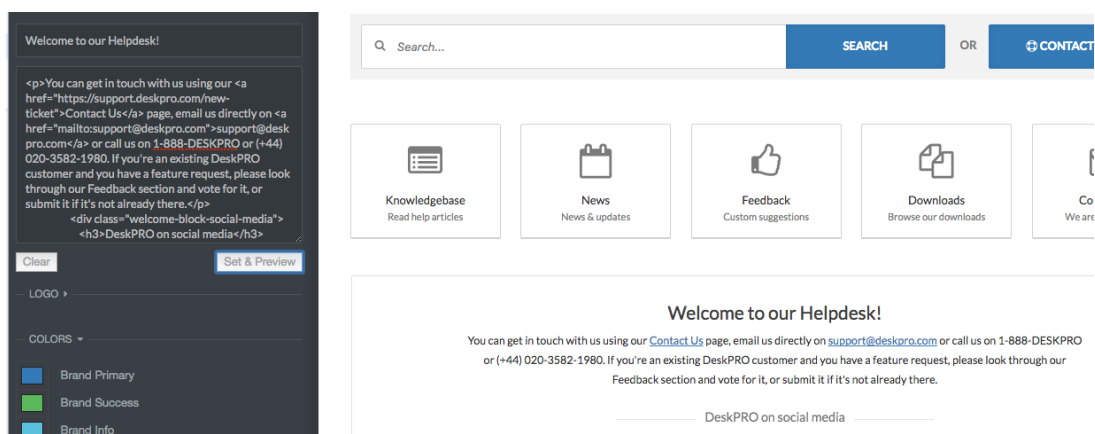 Welcome to our Helpdesk!
<p>You can get in touch with us using our <a
href="https://support.deskpro.com/new-
ticket">Contact Us</a> page, email us directly on <a
href="mailto:support@deskpro.com">support@desk
pro.com</a> or call us on 1-888-DESKPRO or (+44)
020-3582-1980. If you're an existing DeskPRO
customer and you have a feature request, please look
through our Feedback section and vote for it, or
submit it if it's not already there.</p>
<div class="welcome-block-social-media">
<h3>DeskPRO on social media</h3>
Clear
Set & Preview
LOGO
COLORS
Brand Primary
Brand Success
Brand Info
Search...
SEARCH
OR
CONTACT
Knowledgebase
Read help articles
News
News & updates
Feedback
Custom suggestions
Downloads
Browse our downloads
Co
We are
Welcome to our Helpdesk!
You can get in touch with us using our Contact Us page, email us directly on support@deskpro.com or call us on 1-888-DESKPRO
or (+44) 020-3582-1980. If you're an existing DeskPRO customer and you have a feature request, please look through our
Feedback section and vote for it, or submit it if it's not already there.
DeskPRO on social media